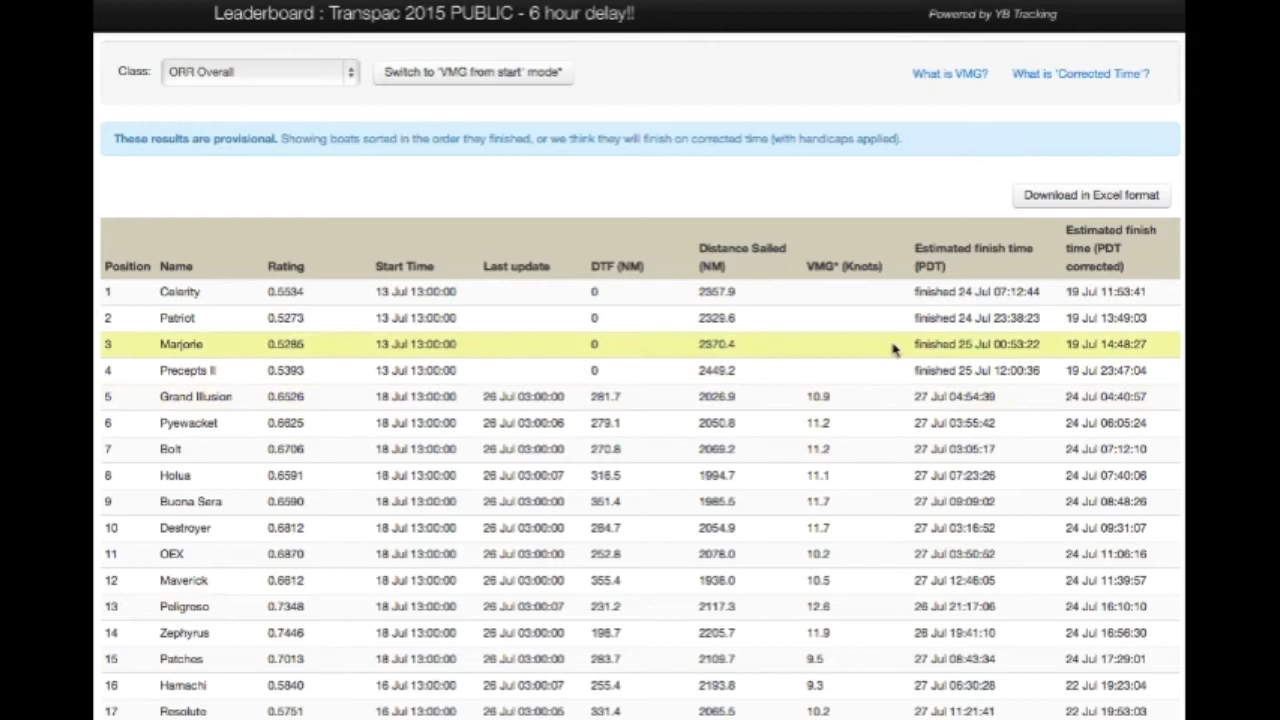 Leaderboard : Transpac 2015 PUBLIC - 6 hour delay!! Powered by YB Tracking
Class: ORR Overall Switch to 'VMG from start' mode* What is VMG? What is 'Corrected Time'?
These results are provisional. Showing boats sorted in the order they finished, or we think they will finish on corrected time (with handicaps applied).
Download in Excel format
Position Name Rating Start Time Last update DTF (NM) Distance Sailed (NM) VMG* (Knots) Estimated finish time (PDT) Estimated finish time (PDT corrected)
1 Celerity 0.5534 13 Jul 13:00:00 0 2357.9 finished 24 Jul 07:12:44 19 Jul 11:53:41
2 Patriot 0.5273 13 Jul 13:00:00 0 2329.6 finished 24 Jul 23:38:23 19 Jul 13:49:03
3 Marjorie 0.5285 13 Jul 13:00:00 0 2370.4 finished 25 Jul 00:53:22 19 Jul 14:48:27
4 Precepts II 0.5393 13 Jul 13:00:00 0 2449.2 finished 25 Jul 12:00:36 19 Jul 23:47:04
5 Grand Illusion 0.6526 18 Jul 13:00:00 26 Jul 03:00:00 281.7 2026.9 10.9 27 Jul 04:54:39 24 Jul 04:40:57
6 Pyewacket 0.6625 18 Jul 13:00:00 26 Jul 03:00:06 279.1 2050.8 11.2 27 Jul 03:55:42 24 Jul 06:05:24
7 Bolt 0.6706 18 Jul 13:00:00 26 Jul 03:00:00 270.8 2069.2 11.2 27 Jul 03:05:17 24 Jul 07:12:10
8 Holua 0.6591 18 Jul 13:00:00 26 Jul 03:00:07 316.5 1994.7 11.1 27 Jul 07:23:26 24 Jul 07:40:06
9 Buona Sera 0.6590 18 Jul 13:00:00 26 Jul 03:00:00 351.4 1985.5 11.7 27 Jul 09:09:02 24 Jul 08:48:26
10 Destroyer 0.6812 18 Jul 13:00:00 26 Jul 03:00:00 264.7 2054.9 11.7 27 Jul 03:16:52 24 Jul 09:31:07
11 OEX 0.6870 18 Jul 13:00:00 26 Jul 03:00:00 252.8 2078.0 10.2 27 Jul 03:50:52 24 Jul 11:06:16
12 Maverick 0.6612 18 Jul 13:00:00 26 Jul 03:00:00 355.4 1938.0 10.5 27 Jul 12:46:05 24 Jul 11:39:57
13 Peligroso 0.7348 18 Jul 13:00:00 26 Jul 03:00:07 231.2 2117.3 12.6 26 Jul 21:17:06 24 Jul 16:10:10
14 Zephyrus 0.7446 18 Jul 13:00:00 26 Jul 03:00:00 198.7 2205.7 11.9 26 Jul 19:41:10 24 Jul 16:56:30
15 Patches 0.7013 18 Jul 13:00:00 26 Jul 03:00:00 283.7 2109.7 9.5 27 Jul 08:43:34 24 Jul 17:29:01
16 Hamachi 0.5840 16 Jul 13:00:00 26 Jul 03:00:07 255.4 2193.8 9.3 27 Jul 06:30:28 22 Jul 19:23:04
17 Resolute 0.5751 16 Jul 13:00:00 26 Jul 03:00:05 331.4 2065.5 10.2 27 Jul 11:21:41 22 Jul 19:53:03